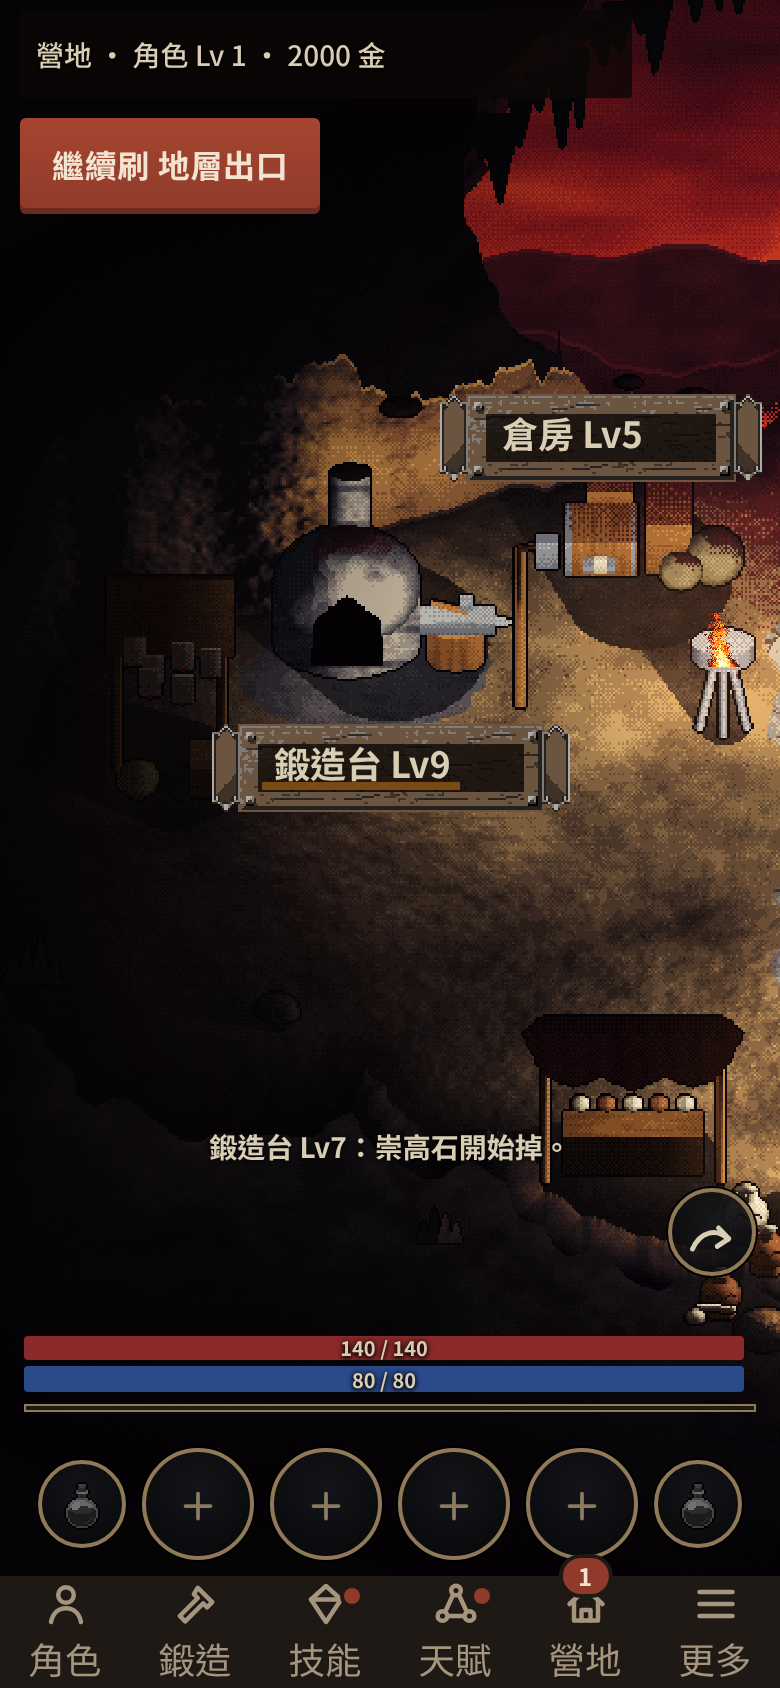 營地 · 角色 Lv 1 · 2000 金
繼續刷 地層出口
倉房 Lv5
鍛造台 Lv9
鍛造台 Lv7：崇高石開始掉。
140 / 140
80 / 80
1
角色
鍛造
技能
天賦
營地
更多